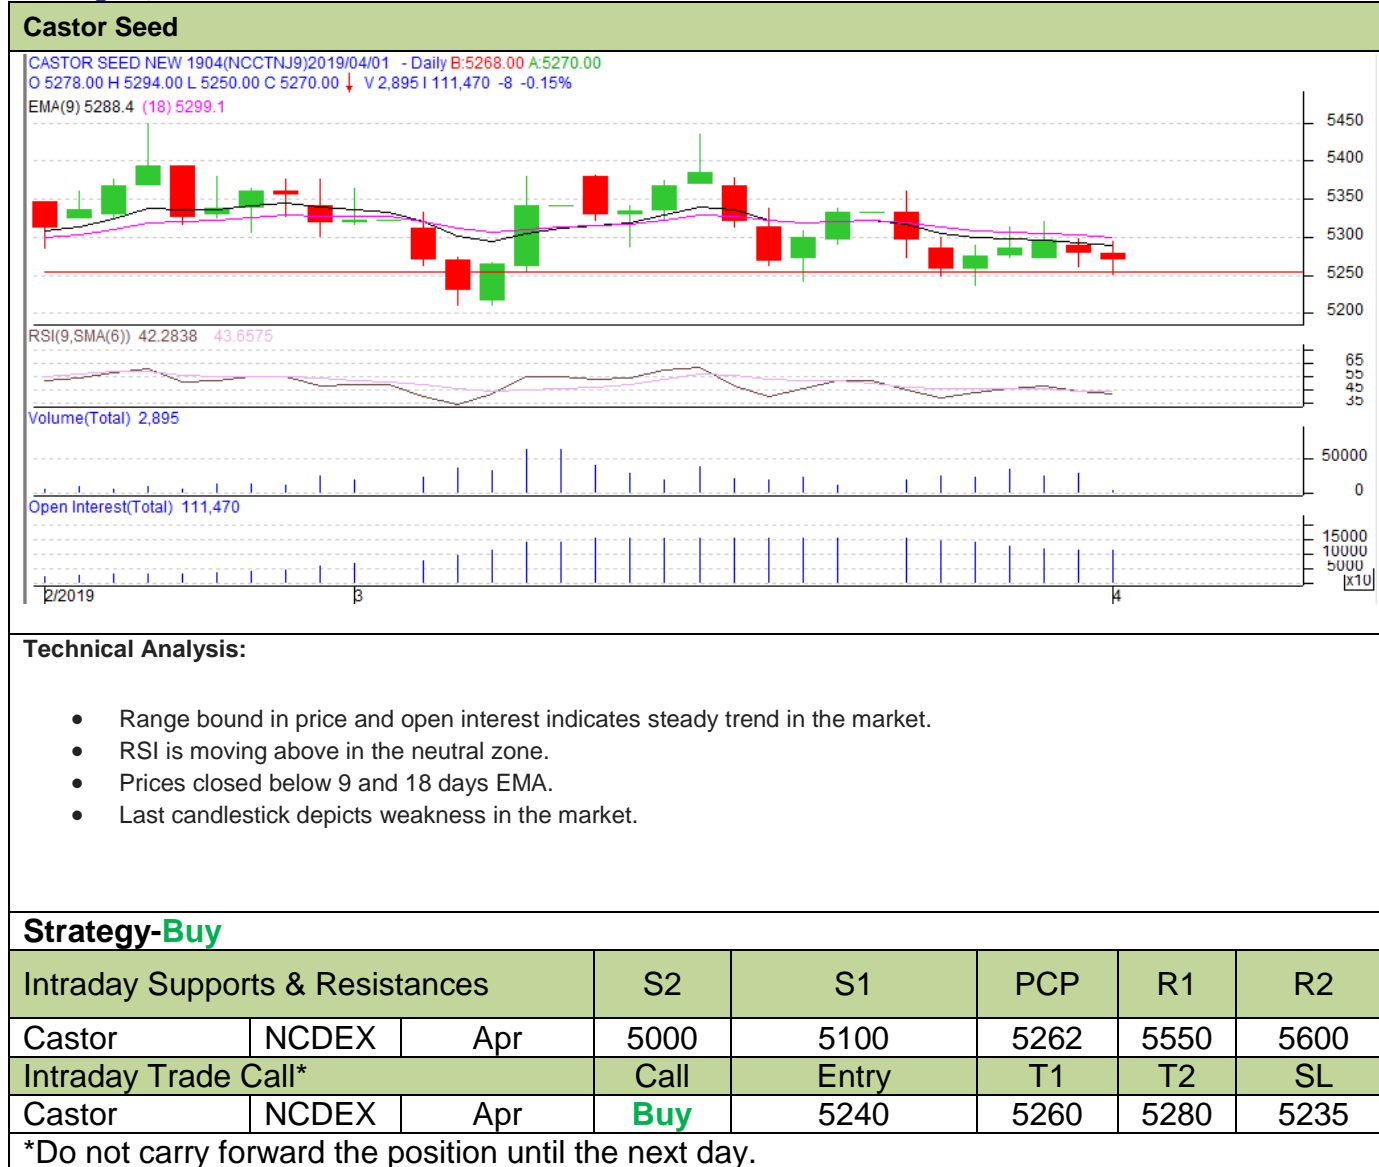 Castor Seed
CASTOR SEED NEW 1904(NCCTNJ9)2019/04/01 - Daily B:5268.00 A:5270.00
O 5278.00 H 5294.00 L 5250.00 C 5270.00 V 2,895 I 111,470 -8 -0.15%
EMA(9) 5288.4 (18) 5299.1
5450
5400
5350
5300
5250
5200
RSI(9,SMA(6)) 42.2838 43.6575
65
55
45
35
Volume(Total) 2,895
50000
0
Open Interest(Total) 111,470
15000
10000
5000
x10
2/2019 3 4
Technical Analysis:
• Range bound in price and open interest indicates steady trend in the market.
• RSI is moving above in the neutral zone.
• Prices closed below 9 and 18 days EMA.
• Last candlestick depicts weakness in the market.
Strategy-Buy
Intraday Supports & Resistances S2 S1 PCP R1 R2
Castor NCDEX Apr 5000 5100 5262 5550 5600
Intraday Trade Call* Call Entry T1 T2 SL
Castor NCDEX Apr Buy 5240 5260 5280 5235
*Do not carry forward the position until the next day.